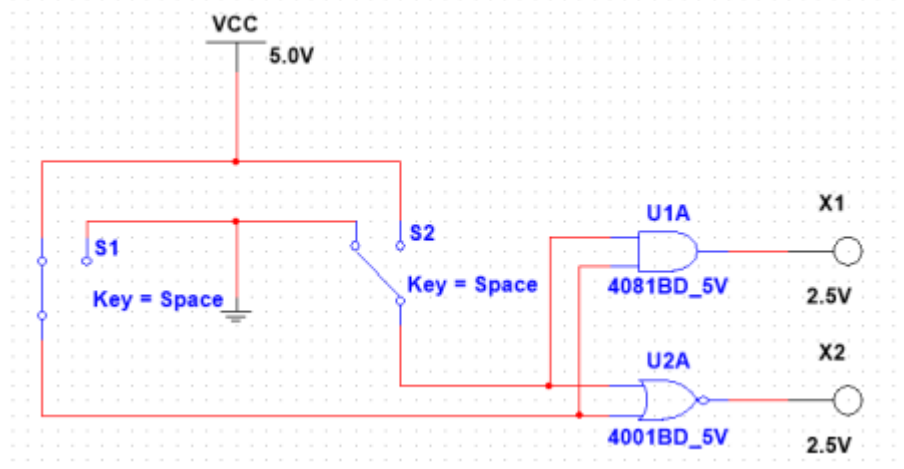 VCC
5.0V
S1
Key = Space
S2
Key = Space
U1A
4081BD_5V
X1
2.5V
U2A
4001BD_5V
X2
2.5V